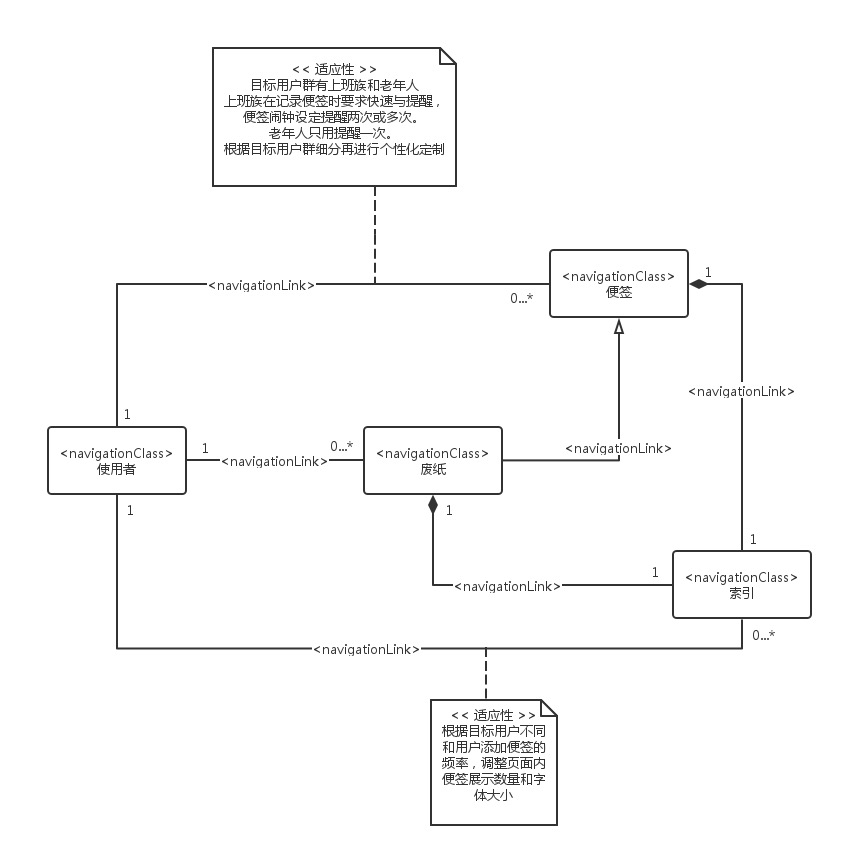 << 适应性 >>
目标用户群有上班族和老年人
上班族在记录便签时要求快速与提醒，
便签闹钟设定提醒两次或多次。
老年人只用提醒一次。
根据目标用户群细分再进行个性化定制
<navigationClass>
便签
1
<navigationLink>
0...*
<navigationLink>
1
<navigationClass>
使用者
1
<navigationLink>
0...*
<navigationClass>
废纸
<navigationLink>
1
1
1
<navigationClass>
索引
1
<navigationLink>
0...*
<navigationLink>
<< 适应性 >>
根据目标用户不同
和用户添加便签的
频率，调整页面内
便签展示数量和字
体大小